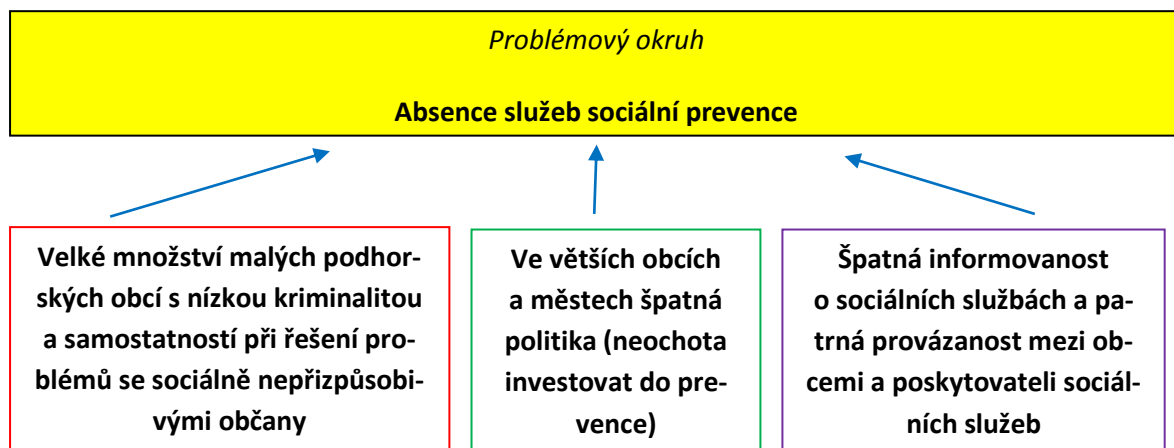 Problémový okruh
Absence služeb sociální prevence
Velké množství malých podhor-
ských obcí s nízkou kriminalitou
a samostatností při řešení pro-
blémů se sociálně nepřizpůsobi-
vými občany
Ve větších obcích
a městech špatná
politika (neochota
investovat do pre-
vence)
Špatná informovanost
o sociálních službách a pa-
trná provázanost mezi ob-
cemi a poskytovateli sociál-
ních služeb